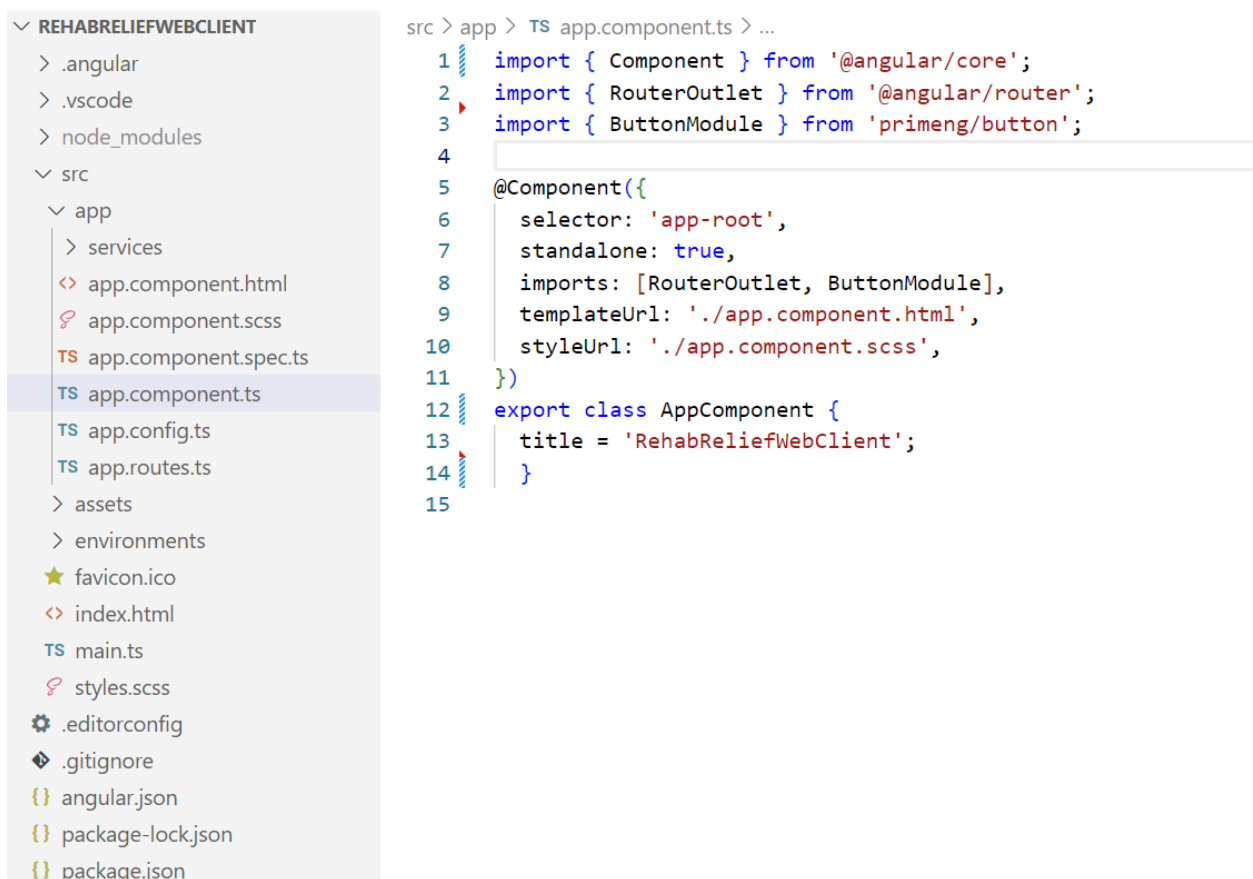 REHABRELIEFWEBCLIENT
.angular
.vscode
node_modules
src
app
services
app.component.html
app.component.scss
TS app.component.spec.ts
TS app.component.ts
TS app.config.ts
TS app.routes.ts
assets
environments
favicon.ico
index.html
TS main.ts
styles.scss
.editorconfig
.gitignore
{} angular.json
{} package-lock.json
{} package.json
src > app > TS app.component.ts > ...
1 import { Component } from '@angular/core';
2 import { RouterOutlet } from '@angular/router';
3 import { ButtonModule } from 'primeng/button';
4
5 @Component({
6 selector: 'app-root',
7 standalone: true,
8 imports: [RouterOutlet, ButtonModule],
9 templateUrl: './app.component.html',
10 styleUrl: './app.component.scss',
11 })
12 export class AppComponent {
13 title = 'RehabReliefWebClient';
14 }
15